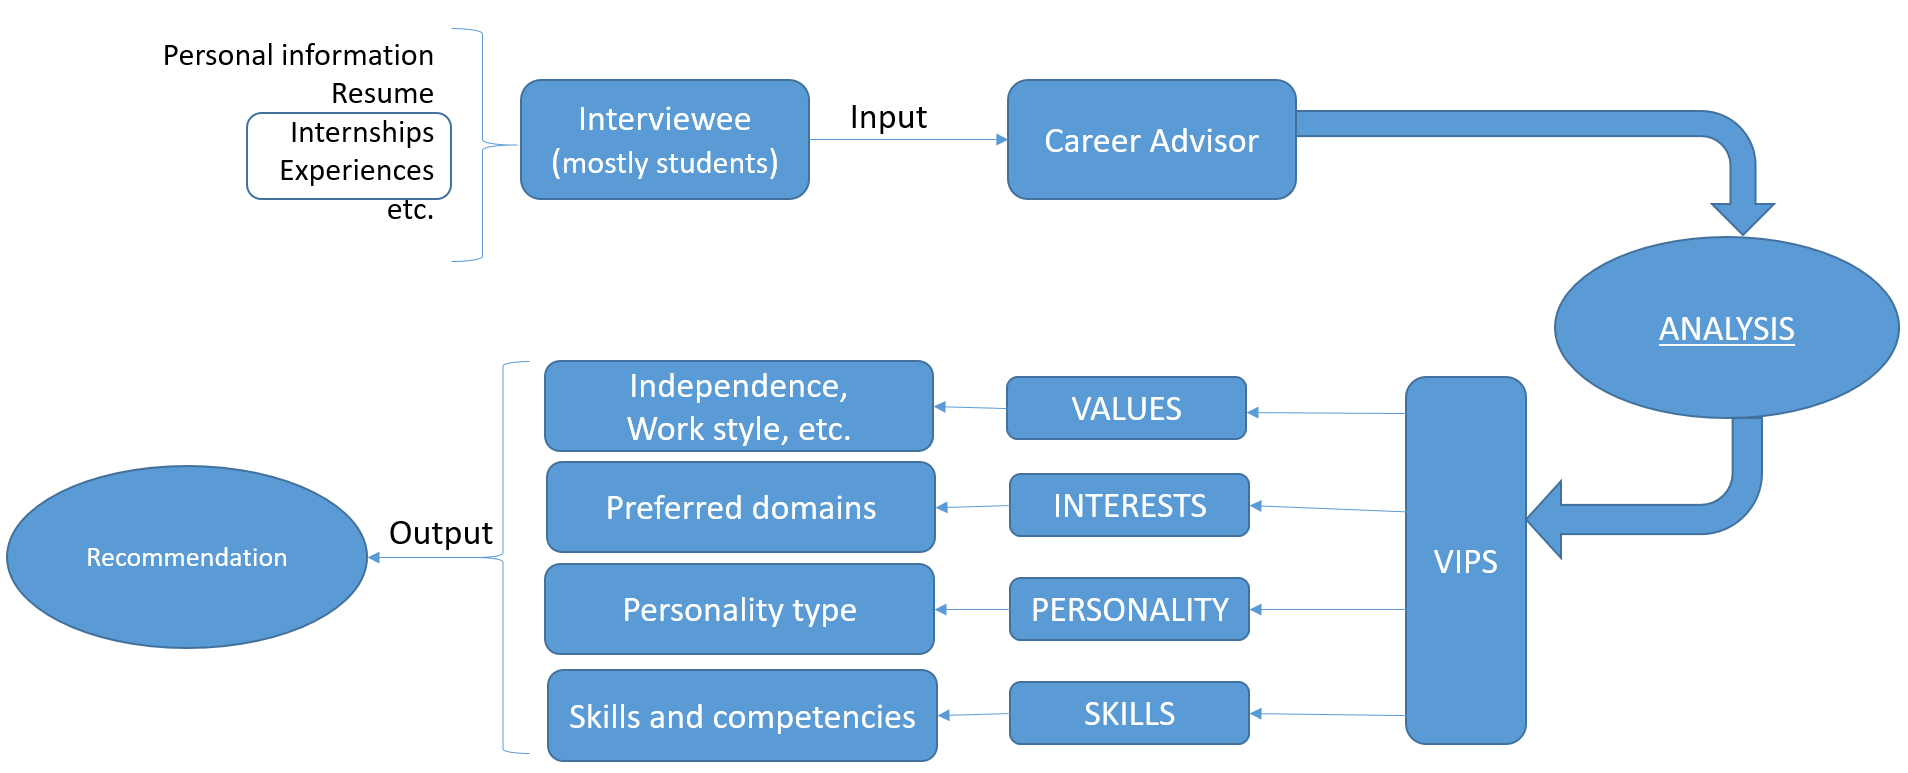 Personal information
Resume
Internships
Experiences
etc.
Interviewee
(mostly students)
Input
Career Advisor
ANALYSIS
VIPS
VALUES
Independence,
Work style, etc.
INTERESTS
Preferred domains
PERSONALITY
Personality type
SKILLS
Skills and competencies
Output
Recommendation